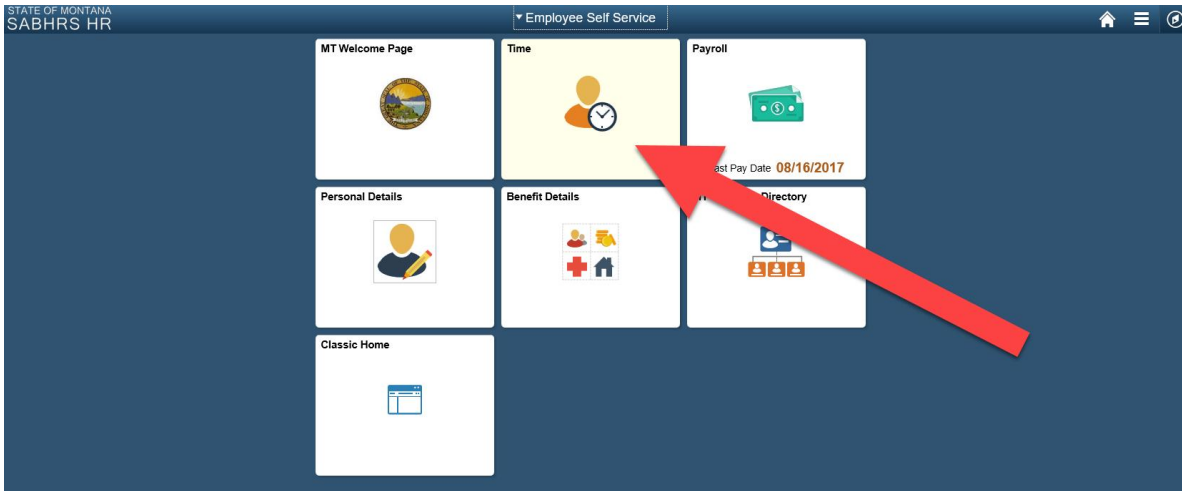 STATE OF MONTANA
SABHRS HR
Employee Self Service
MT Welcome Page
Time
Payroll
Pay Date 08/16/2017
Personal Details
Benefit Details
Directory
Classic Home